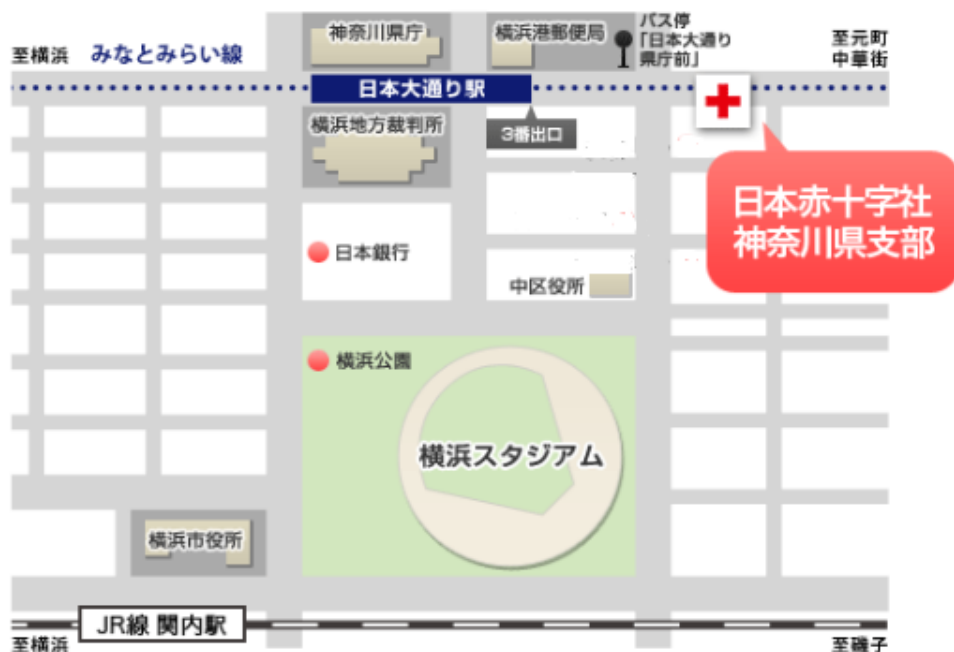 神奈川県庁
横浜港郵便局
バス停
「日本大通り
県庁前」
至横浜
みなとみらい線
至元町
中華街
日本大通り駅
横浜地方裁判所
3番出口
日本赤十字社
神奈川県支部
日本銀行
中区役所
横浜公園
横浜スタジアム
横浜市役所
JR線 関内駅
至横浜
至磯子